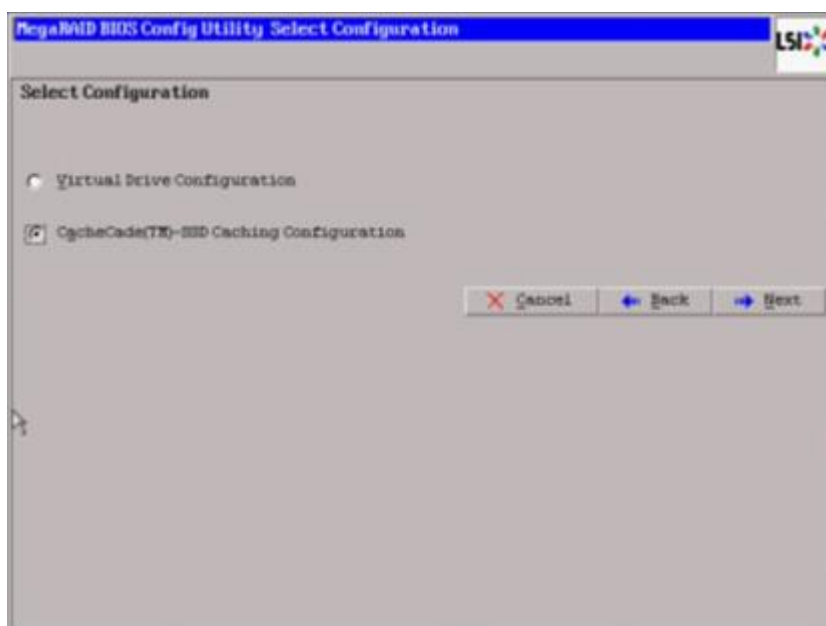 MegaRAID BIOS Config Utility Select Configuration
LSI
Select Configuration
Virtual Drive Configuration
CacheCade(TM)-SSD Caching Configuration
Cancel
Back
Next